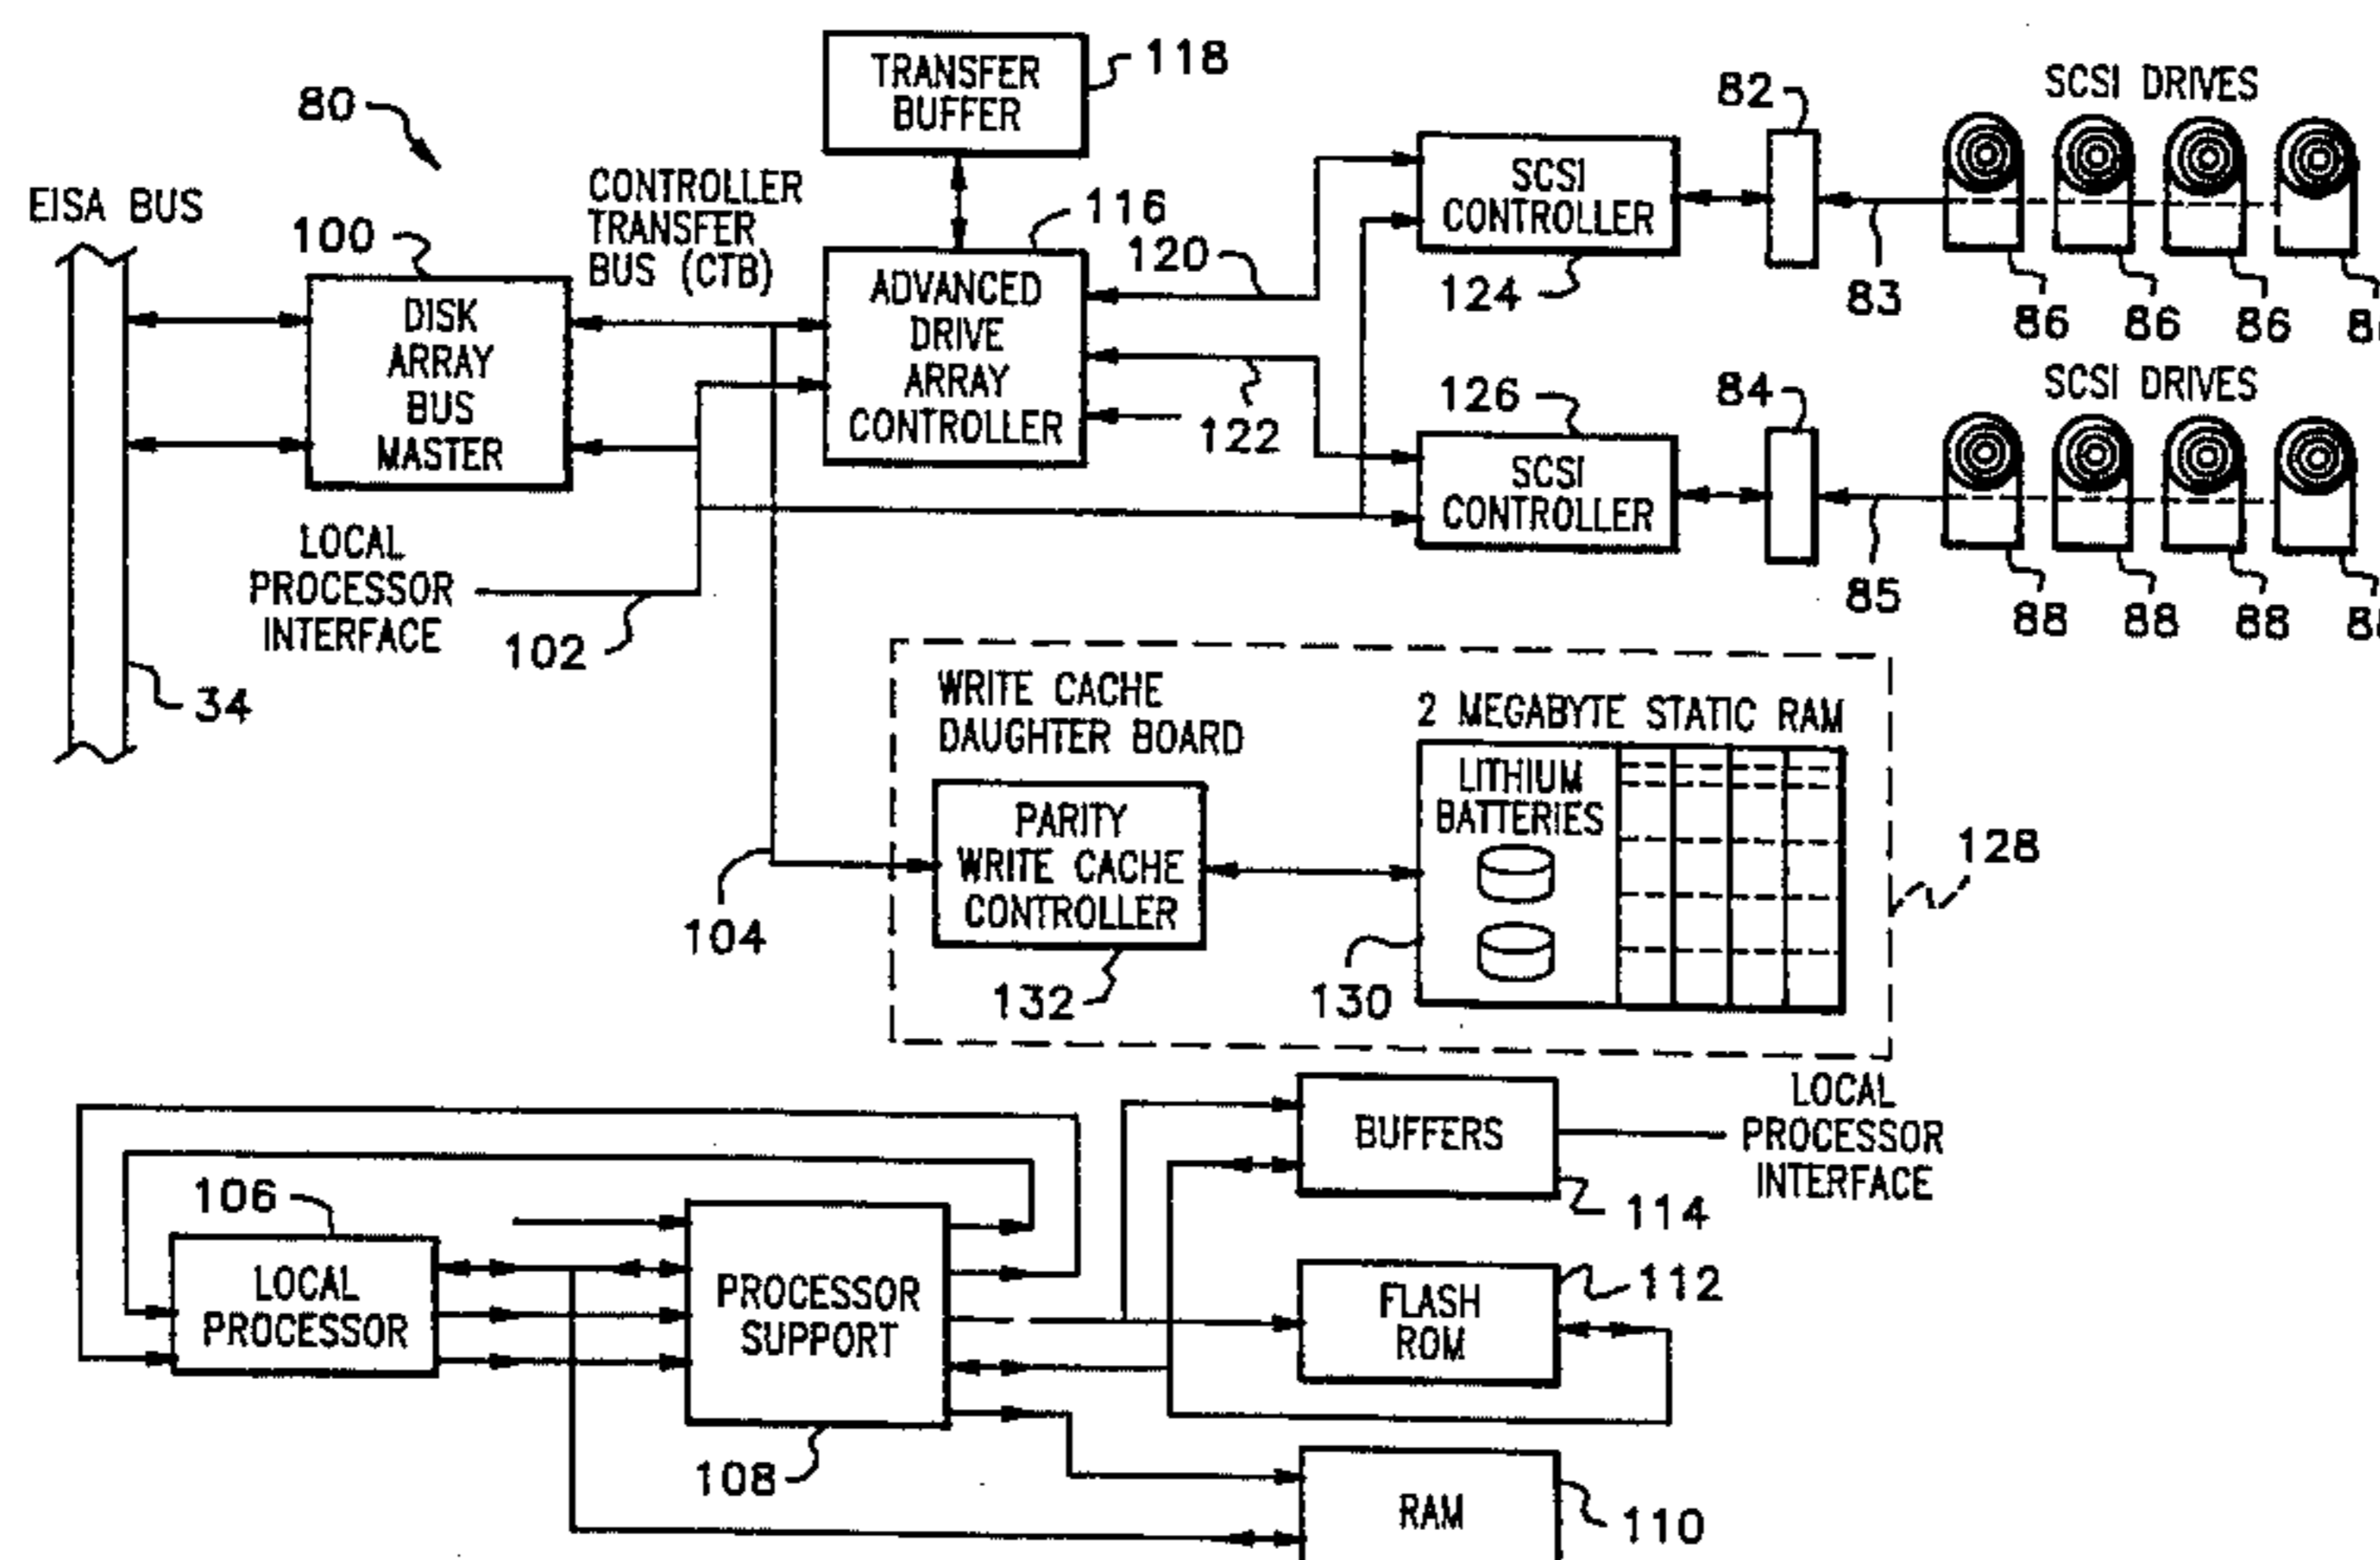 80
TRANSFER
BUFFER
118
82
SCSI DRIVES
EISA BUS
100
CONTROLLER
TRANSFER
BUS (CTB)
116
120
SCSI
CONTROLLER
124
83
86
86
86
DISK
ARRAY
BUS
MASTER
ADVANCED
DRIVE
ARRAY
CONTROLLER
122
126
84
SCSI DRIVES
SCSI
CONTROLLER
85
88
88
88
LOCAL
PROCESSOR
INTERFACE
102
34
WRITE CACHE
DAUGHTER BOARD
2 MEGABYTE STATIC RAM
LITHIUM
BATTERIES
PARITY
WRITE CACHE
CONTROLLER
128
104
132
130
BUFFERS
LOCAL
PROCESSOR
INTERFACE
114
106
LOCAL
PROCESSOR
PROCESSOR
SUPPORT
FLASH
ROM
112
108
RAM
110